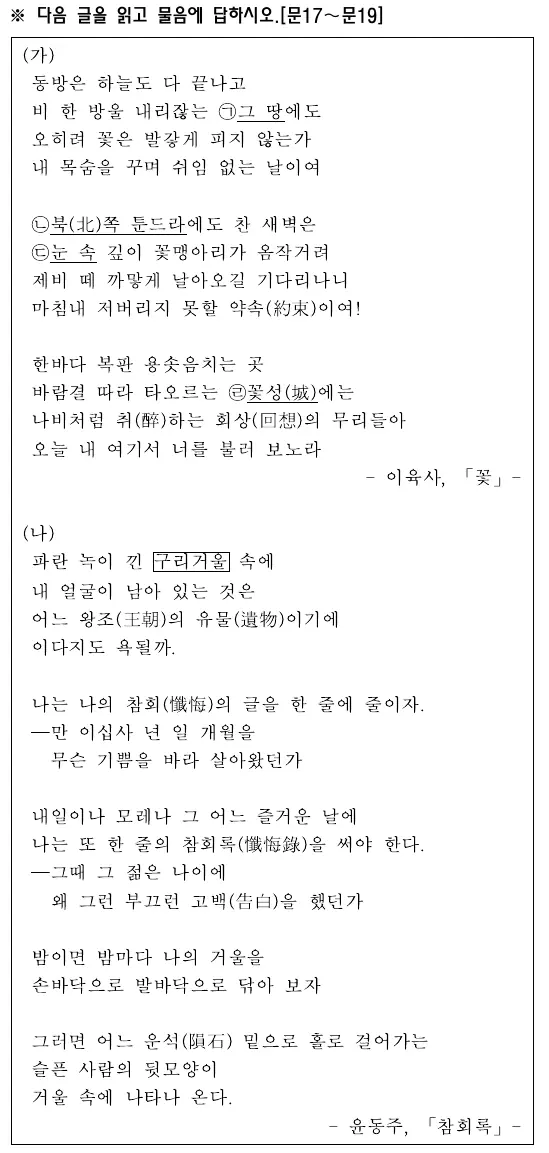 ※ 다음 글을 읽고 물음에 답하시오.[문17～문19]
(가)
동방은 하늘도 다 끝나고
비 한 방울 내리잖는 ㉠그 땅에도
오히려 꽃은 발갛게 피지 않는가
내 목숨을 꾸며 쉬임 없는 날이여
㉡북(北)쪽 툰드라에도 찬 새벽은
㉢눈 속 깊이 꽃맹아리가 옴작거려
제비 떼 까맣게 날아오길 기다리나니
마침내 저버리지 못할 약속(約束)이여!
한바다 복판 용솟음치는 곳
바람결 따라 타오르는 ㉣꽃성(城)에는
나비처럼 취(醉)하는 회상(回想)의 무리들아
오늘 내 여기서 너를 불러 보노라
- 이육사, 「꽃」-
(나)
파란 녹이 낀 구리거울 속에
내 얼굴이 남아 있는 것은
어느 왕조(王朝)의 유물(遺物)이기에
이다지도 욕될까.
나는 나의 참회(懺悔)의 글을 한 줄에 줄이자.
―만 이십사 년 일 개월을
무슨 기쁨을 바라 살아왔던가
내일이나 모레나 그 어느 즐거운 날에
나는 또 한 줄의 참회록(懺悔錄)을 써야 한다.
―그때 그 젊은 나이에
왜 그런 부끄런 고백(告白)을 했던가
밤이면 밤마다 나의 거울을
손바닥으로 발바닥으로 닦아 보자
그러면 어느 운석(隕石) 밑으로 홀로 걸어가는
슬픈 사람의 뒷모양이
거울 속에 나타나 온다.
- 윤동주, 「참회록」-